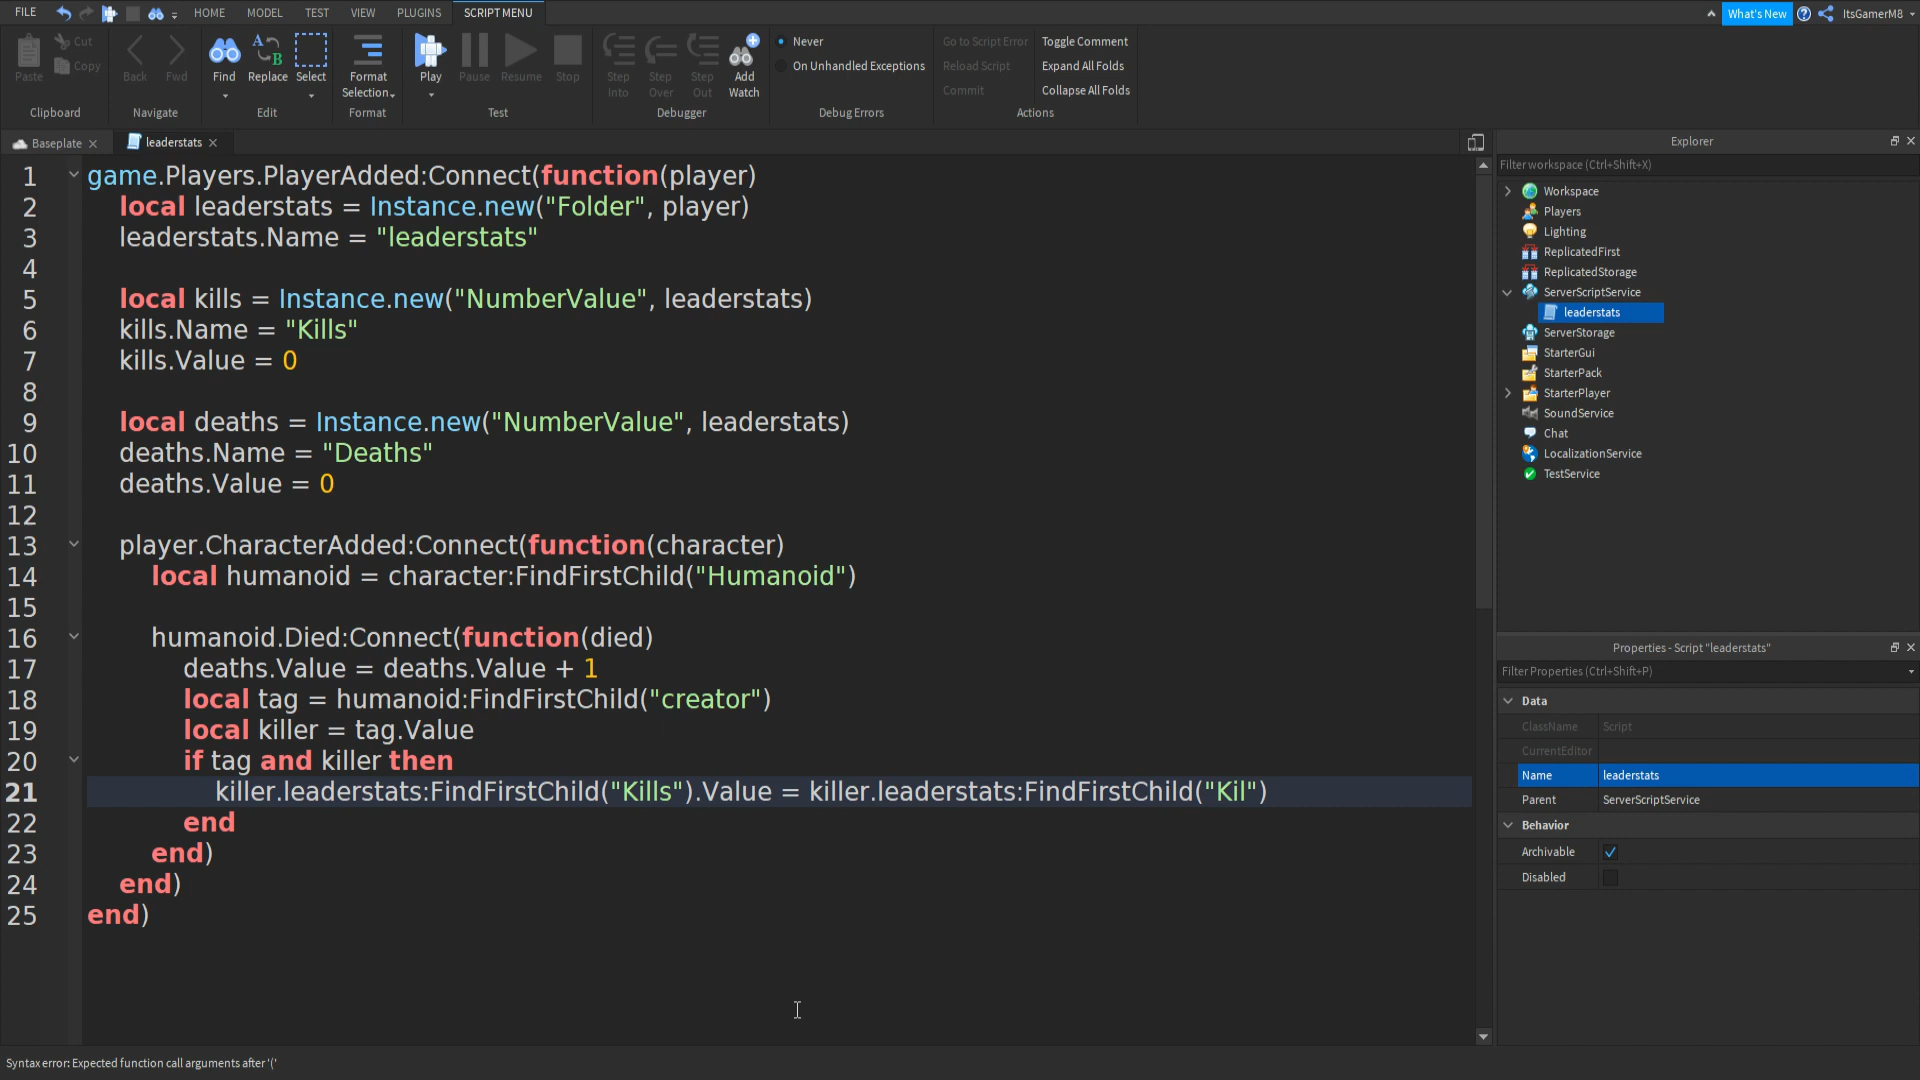 FILE HOME MODEL TEST VIEW PLUGINS SCRIPT MENU What's New ItsGamerM8
Paste Cut Copy
Clipboard
Back Fwd
Navigate
Find Replace Select
Edit
Format Selection
Format
Play Pause Resume Stop
Test
Step Into Step Over Step Out Add Watch
Debugger
Never
On Unhandled Exceptions
Debug Errors
Go to Script Error Toggle Comment
Reload Script Expand All Folds
Commit Collapse All Folds
Actions
Baseplate leaderstats
1 game.Players.PlayerAdded:Connect(function(player)
2 local leaderstats = Instance.new("Folder", player)
3 leaderstats.Name = "leaderstats"
4
5 local kills = Instance.new("NumberValue", leaderstats)
6 kills.Name = "Kills"
7 kills.Value = 0
8
9 local deaths = Instance.new("NumberValue", leaderstats)
10 deaths.Name = "Deaths"
11 deaths.Value = 0
12
13 player.CharacterAdded:Connect(function(character)
14 local humanoid = character:FindFirstChild("Humanoid")
15
16 humanoid.Died:Connect(function(died)
17 deaths.Value = deaths.Value + 1
18 local tag = humanoid:FindFirstChild("creator")
19 local killer = tag.Value
20 if tag and killer then
21 killer.leaderstats:FindFirstChild("Kills").Value = killer.leaderstats:FindFirstChild("Kil")
22 end
23 end)
24 end)
25 end)
Syntax error: Expected function call arguments after '('
Explorer
Filter workspace (Ctrl+Shift+X)
Workspace
Players
Lighting
ReplicatedFirst
ReplicatedStorage
ServerScriptService
leaderstats
ServerStorage
StarterGui
StarterPack
StarterPlayer
SoundService
Chat
LocalizationService
TestService
Properties - Script "leaderstats"
Filter Properties (Ctrl+Shift+P)
Data
ClassName Script
CurrentEditor
Name leaderstats
Parent ServerScriptService
Behavior
Archivable
Disabled